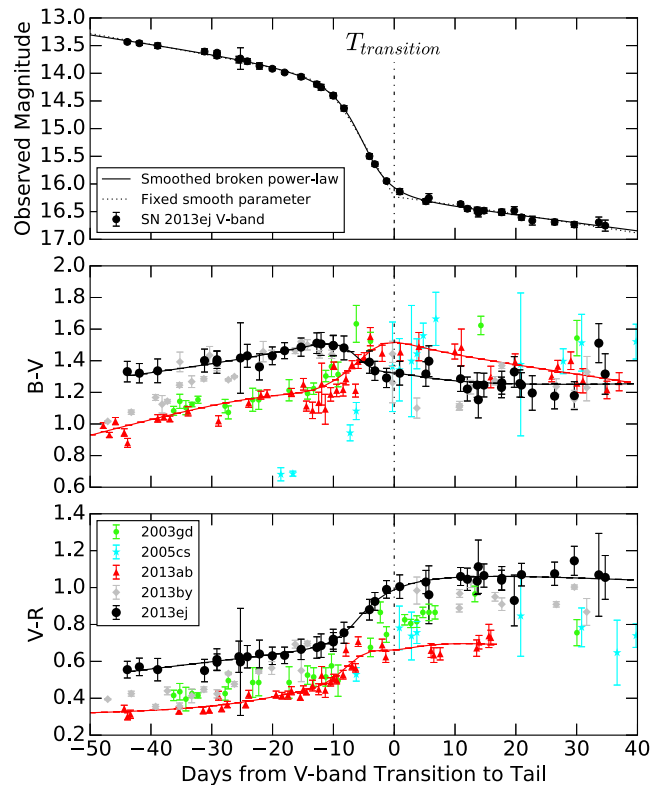 T_transition
Observed Magnitude
13.0
13.5
14.0
14.5
15.0
15.5
16.0
16.5
17.0
Smoothed broken power-law
Fixed smooth parameter
SN 2013ej V-band
B-V
2.0
1.8
1.6
1.4
1.2
1.0
0.8
0.6
V-R
1.4
1.2
1.0
0.8
0.6
0.4
0.2
2003gd
2005cs
2013ab
2013by
2013ej
−50 −40 −30 −20 −10 0 10 20 30 40
Days from V-band Transition to Tail